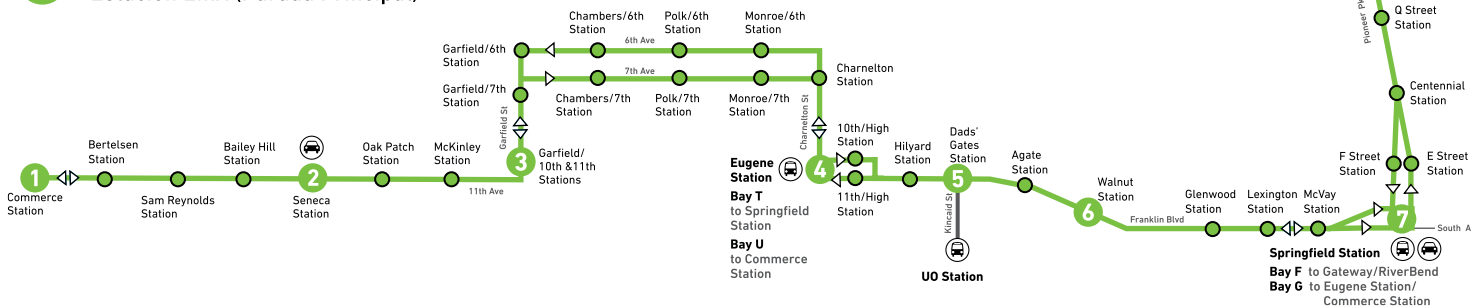 Q Street
Station
Pioneer
Chambers/6th
Station
Polk/6th
Station
Monroe/6th
Station
Garfield/6th
Station
6th Ave
7th Ave
Charnelton
Station
Garfield/7th
Station
Chambers/7th
Station
Polk/7th
Station
Monroe/7th
Station
Garfield St
Charnelton St
Centennial
Station
Bertelsen
Station
Bailey Hill
Station
Oak Patch
Station
McKinley
Station
Garfield/
10th &11th
Stations
1
2
3
Commerce
Station
Sam Reynolds
Station
Seneca
Station
11th Ave
Eugene
Station
4
Bay T
to Springfield
Station
Bay U
to Commerce
Station
10th/High
Station
11th/High
Station
Hilyard
Station
Dads'
Gates
Station
5
Kincaid St
UO Station
Agate
Station
Walnut
Station
6
Franklin Blvd
Glenwood
Station
Lexington
Station
McVay
Station
F Street
Station
E Street
Station
7
South A
Springfield Station
Bay F to Gateway/RiverBend
Bay G to Eugene Station/
Commerce Station